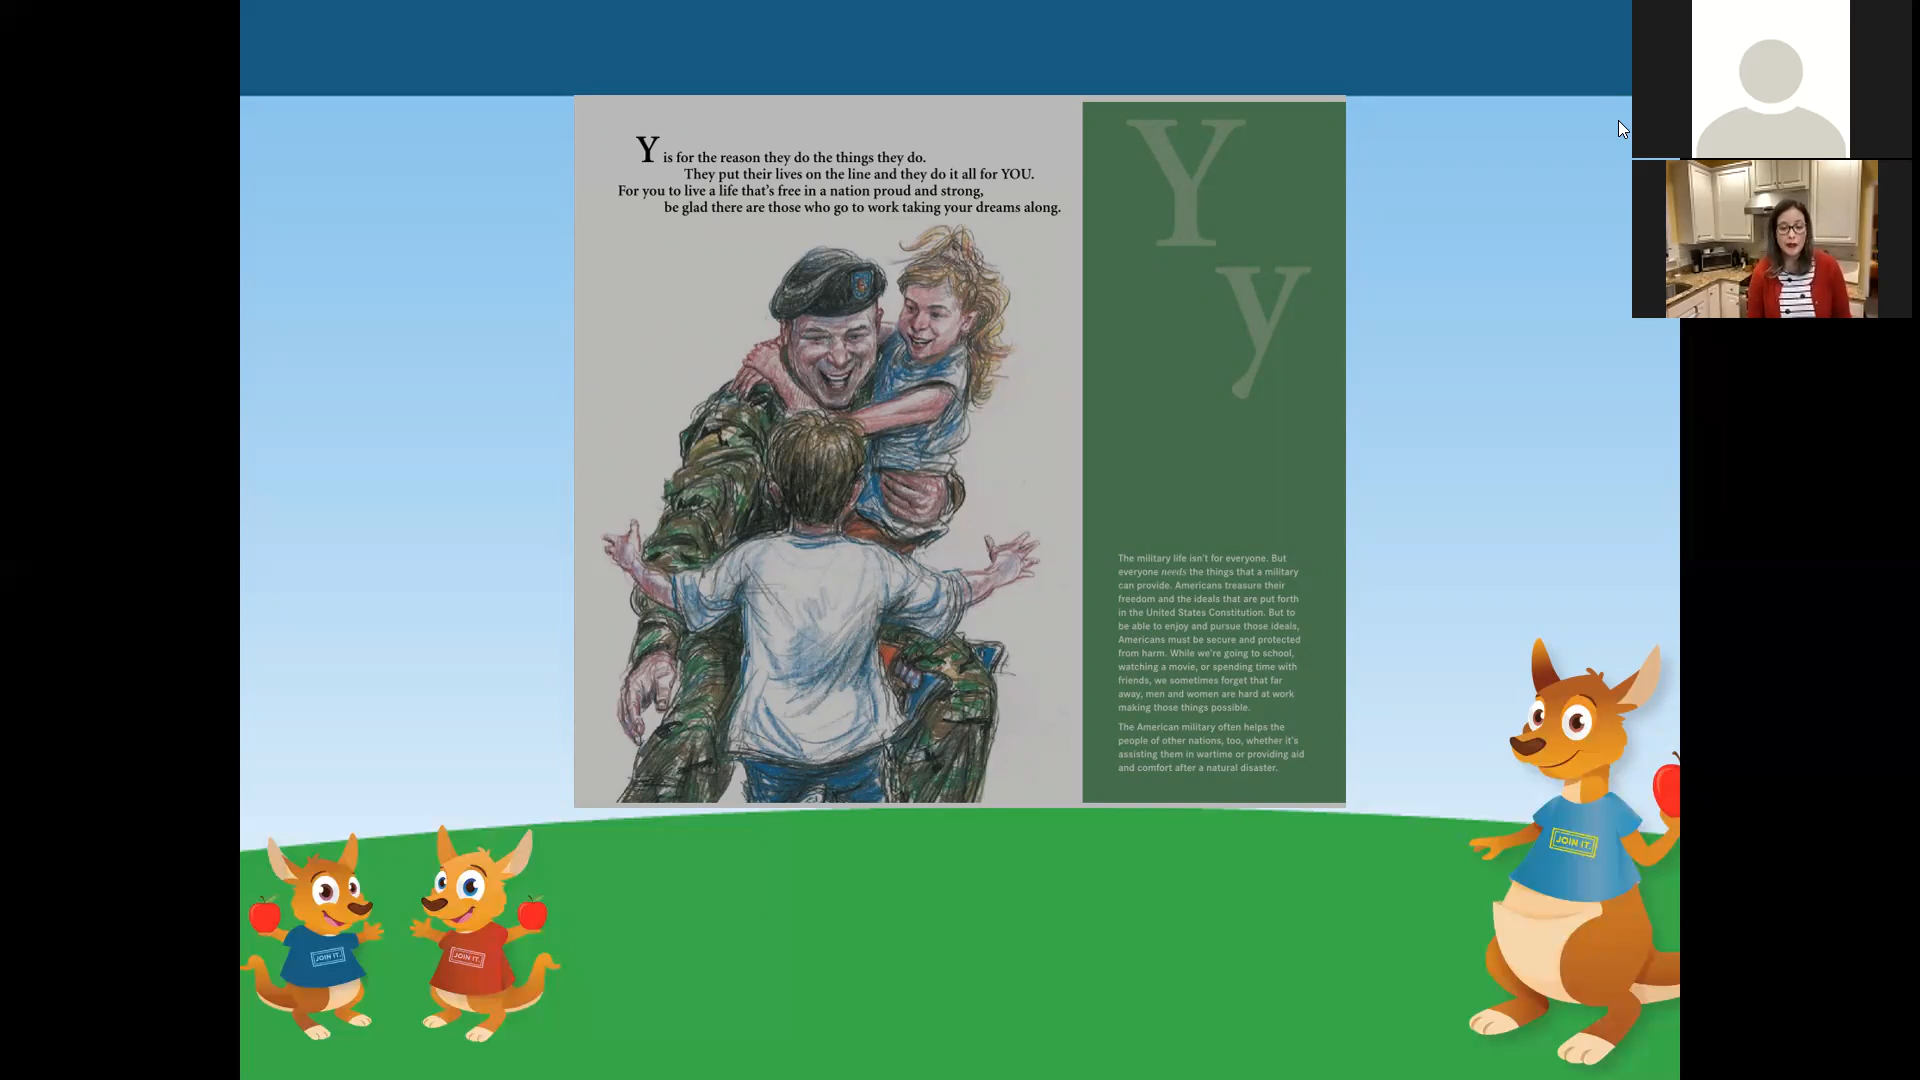 Y is for the reason they do the things they do.
They put their lives on the line and they do it all for YOU.
For you to live a life that's free in a nation proud and strong,
be glad there are those who go to work taking your dreams along.
Y
y
The military life isn't for everyone. But
everyone needs the things that a military
can provide. Americans treasure their
freedom and the ideals that are put forth
in the United States Constitution. But to
be able to enjoy and pursue those ideals,
Americans must be secure and protected
from harm. While we're going to school,
watching a movie, or spending time with
friends, we sometimes forget that far
away, men and women are hard at work
making those things possible.
The American military often helps the
people of other nations, too, whether it's
assisting them in wartime or providing aid
and comfort after a natural disaster.
JOIN IT.
JOIN IT.
JOIN IT.